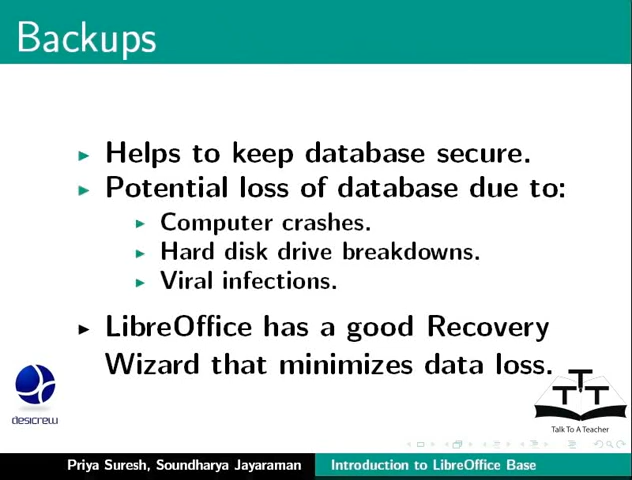 Backups
Helps to keep database secure.
Potential loss of database due to:
Computer crashes.
Hard disk drive breakdowns.
Viral infections.
LibreOffice has a good Recovery
Wizard that minimizes data loss.
desicrew
TTT
Talk To A Teacher
Priya Suresh, Soundharya Jayaraman Introduction to LibreOffice Base